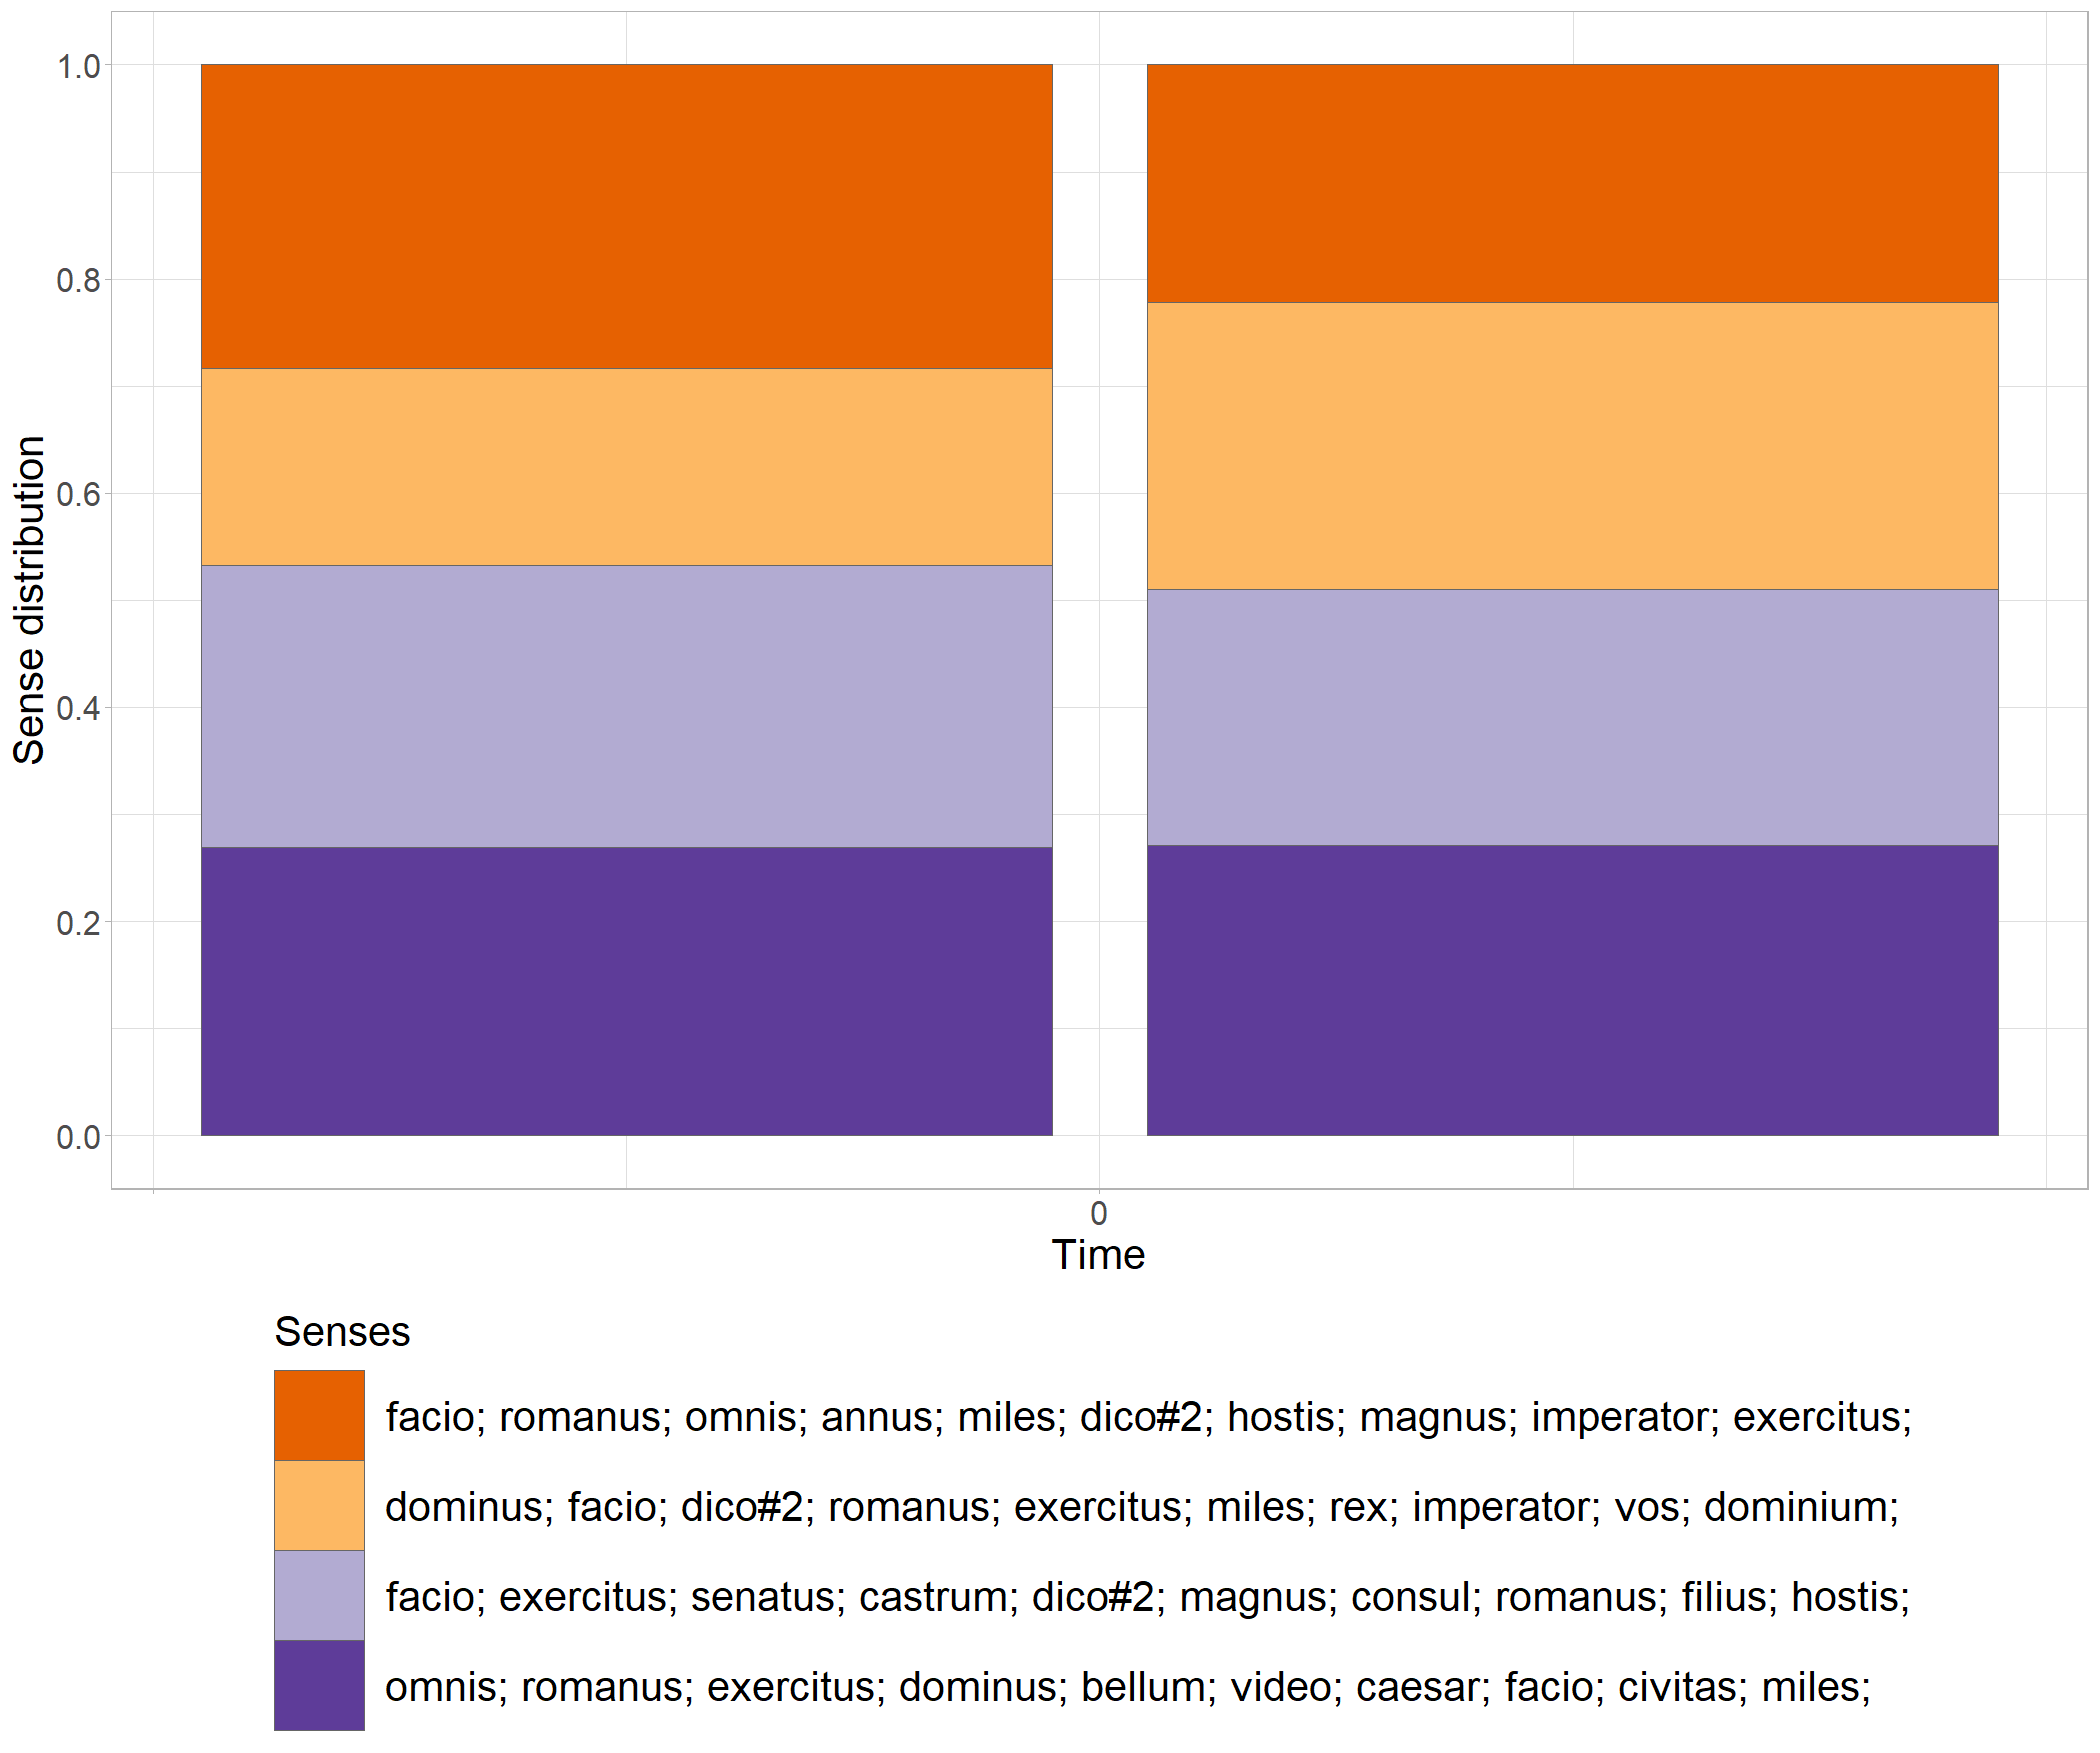 1.0
0.8
0.6
0.4
0.2
0.0
Sense distribution
0
Time
Senses
facio; romanus; omnis; annus; miles; dico#2; hostis; magnus; imperator; exercitus;
dominus; facio; dico#2; romanus; exercitus; miles; rex; imperator; vos; dominium;
facio; exercitus; senatus; castrum; dico#2; magnus; consul; romanus; filius; hostis;
omnis; romanus; exercitus; dominus; bellum; video; caesar; facio; civitas; miles;